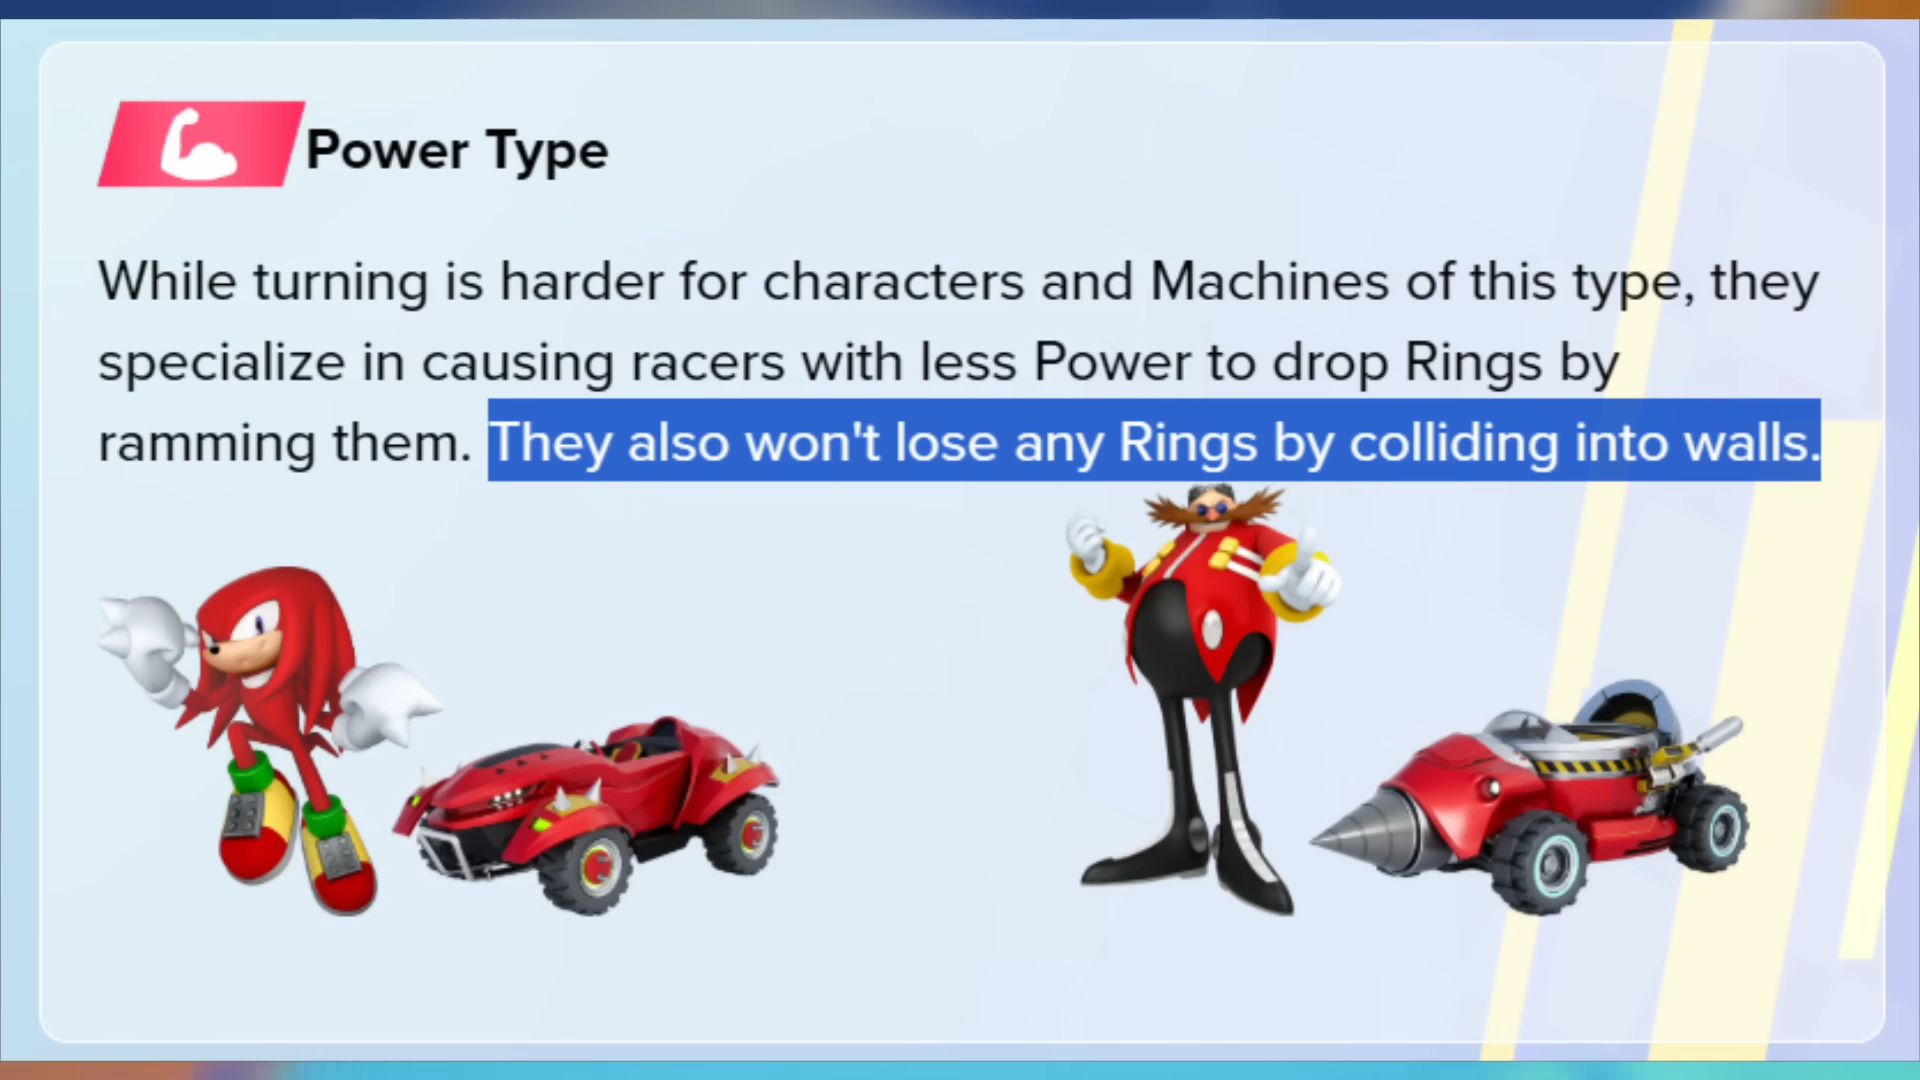 Power Type
While turning is harder for characters and Machines of this type, they
specialize in causing racers with less Power to drop Rings by
ramming them. They also won't lose any Rings by colliding into walls.